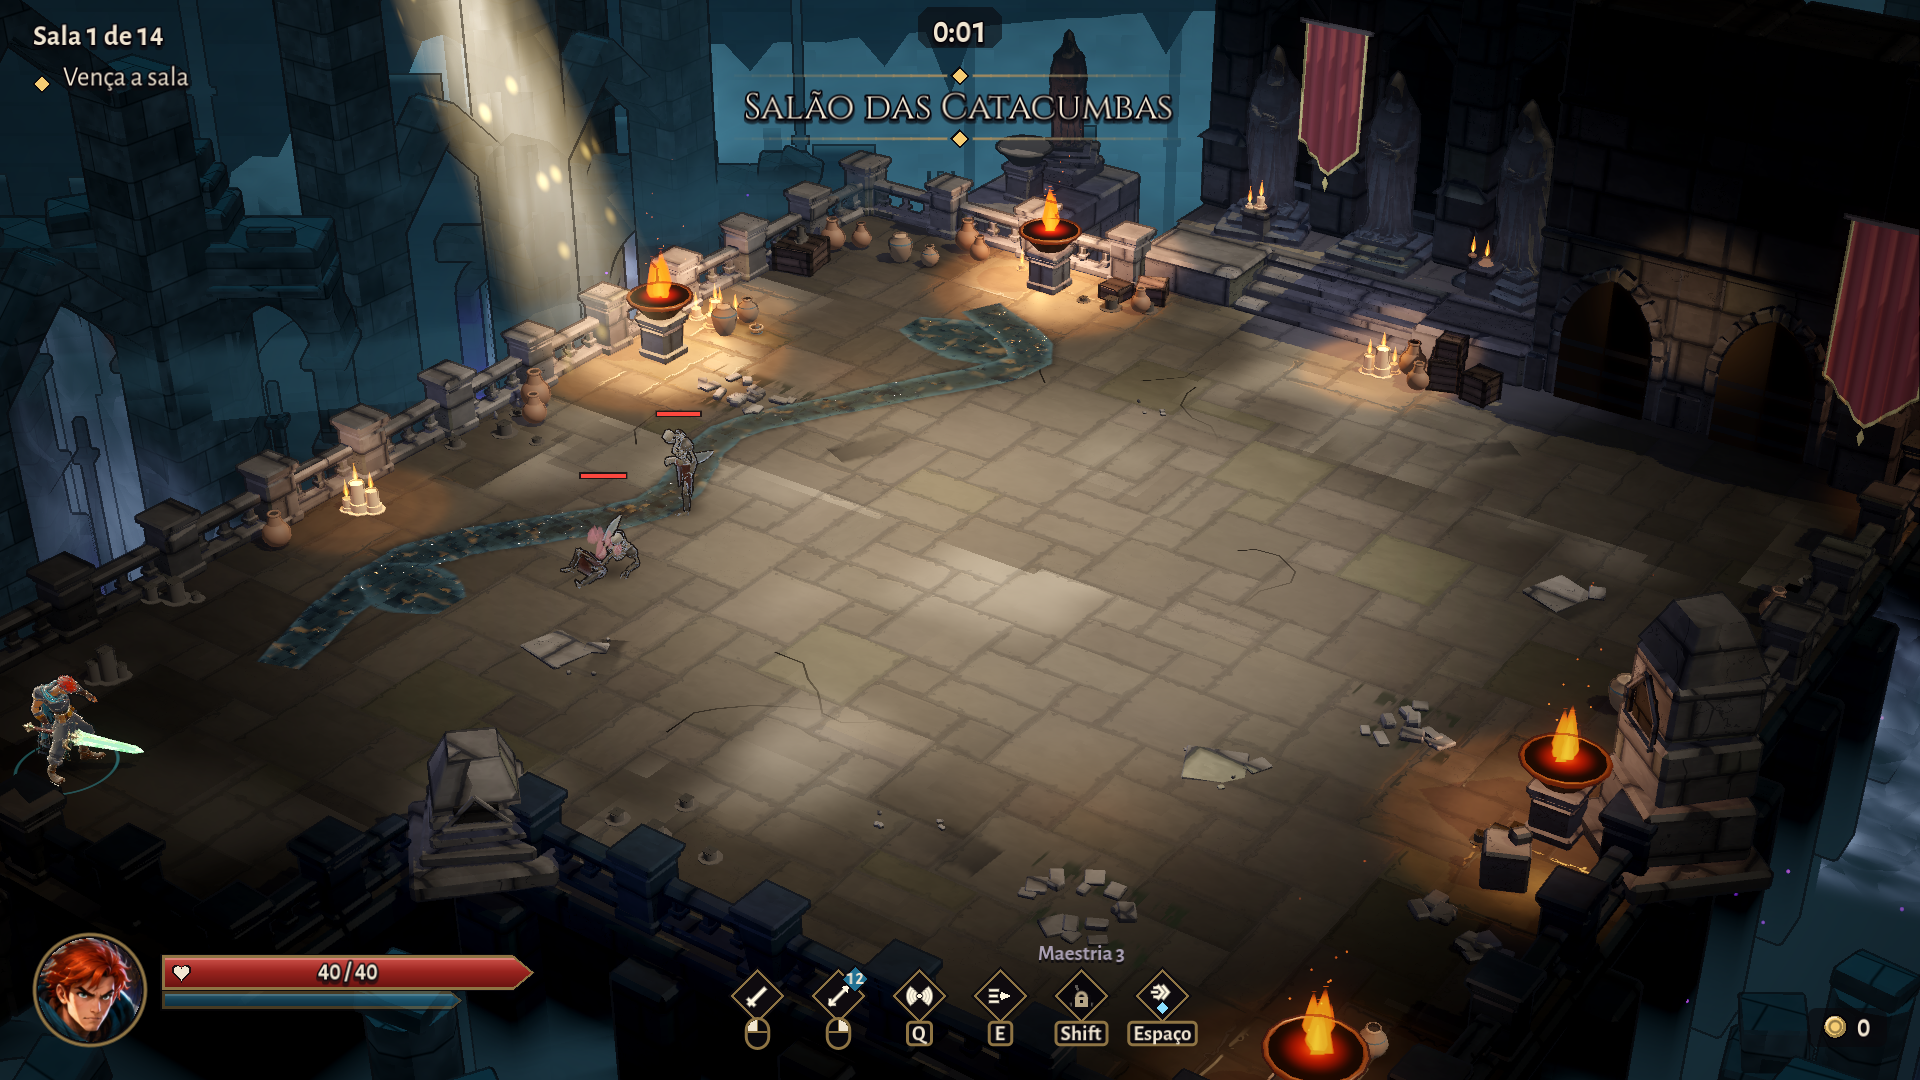 Sala 1 de 14
Vença a sala
0:01
Salão das Catacumbas
40/40
12
Maestria 3
Q
E
Shift
Espaço
0